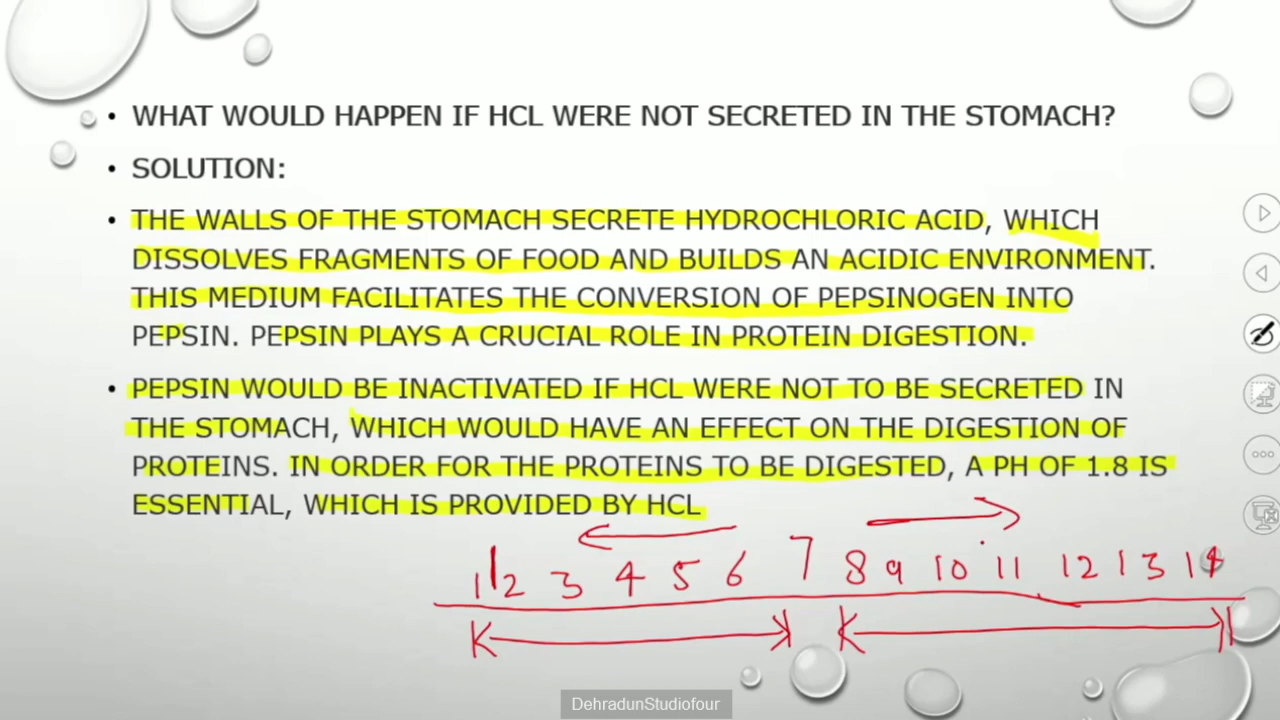 • WHAT WOULD HAPPEN IF HCL WERE NOT SECRETED IN THE STOMACH?
• SOLUTION:
• THE WALLS OF THE STOMACH SECRETE HYDROCHLORIC ACID, WHICH
DISSOLVES FRAGMENTS OF FOOD AND BUILDS AN ACIDIC ENVIRONMENT.
THIS MEDIUM FACILITATES THE CONVERSION OF PEPSINOGEN INTO
PEPSIN. PEPSIN PLAYS A CRUCIAL ROLE IN PROTEIN DIGESTION.
• PEPSIN WOULD BE INACTIVATED IF HCL WERE NOT TO BE SECRETED IN
THE STOMACH, WHICH WOULD HAVE AN EFFECT ON THE DIGESTION OF
PROTEINS. IN ORDER FOR THE PROTEINS TO BE DIGESTED, A PH OF 1.8 IS
ESSENTIAL, WHICH IS PROVIDED BY HCL
1 2 3 4 5 6 7 8 9 10 11 12 13 14
DehradunStudiofour